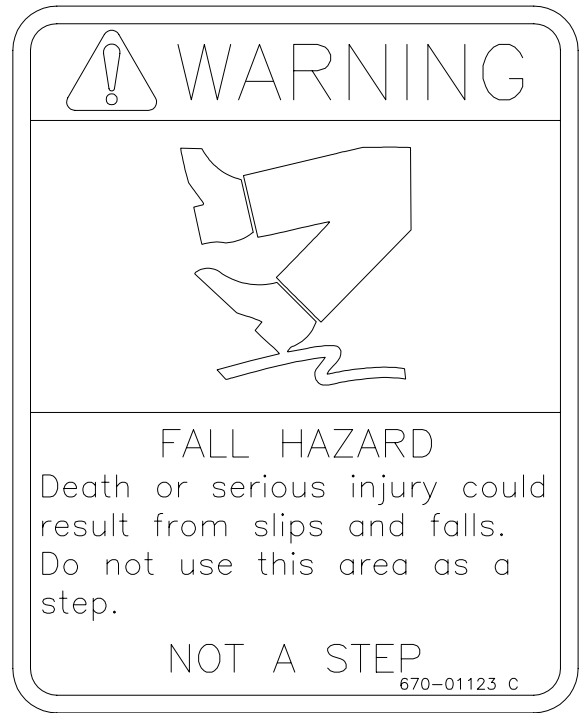 WARNING
FALL HAZARD
Death or serious injury could
result from slips and falls.
Do not use this area as a
step.
NOT A STEP
670-01123 C